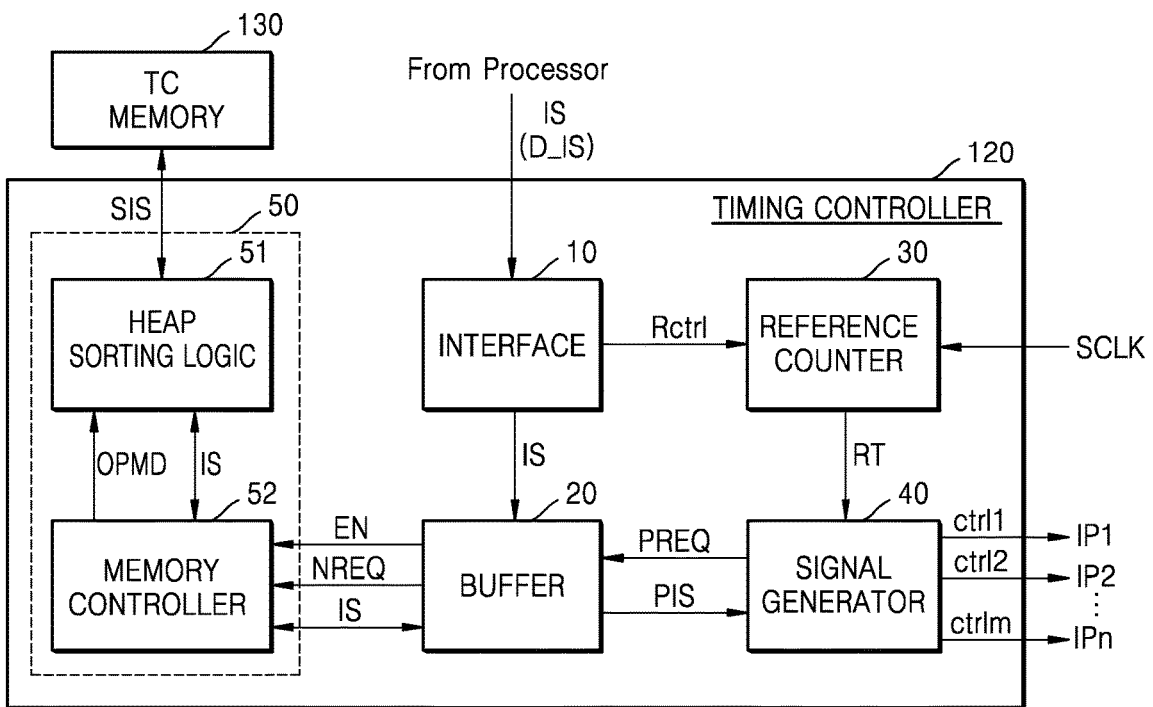 130
TC
MEMORY
From Processor
IS
(D_IS)
120
TIMING CONTROLLER
SIS
50
51
HEAP
SORTING LOGIC
10
INTERFACE
Rctrl
30
REFERENCE
COUNTER
SCLK
OPMD
IS
IS
RT
52
MEMORY
CONTROLLER
EN
NREQ
IS
20
BUFFER
PREQ
PIS
40
SIGNAL
GENERATOR
ctrl1
IP1
ctrl2
IP2
⋮
ctrlm
IPn